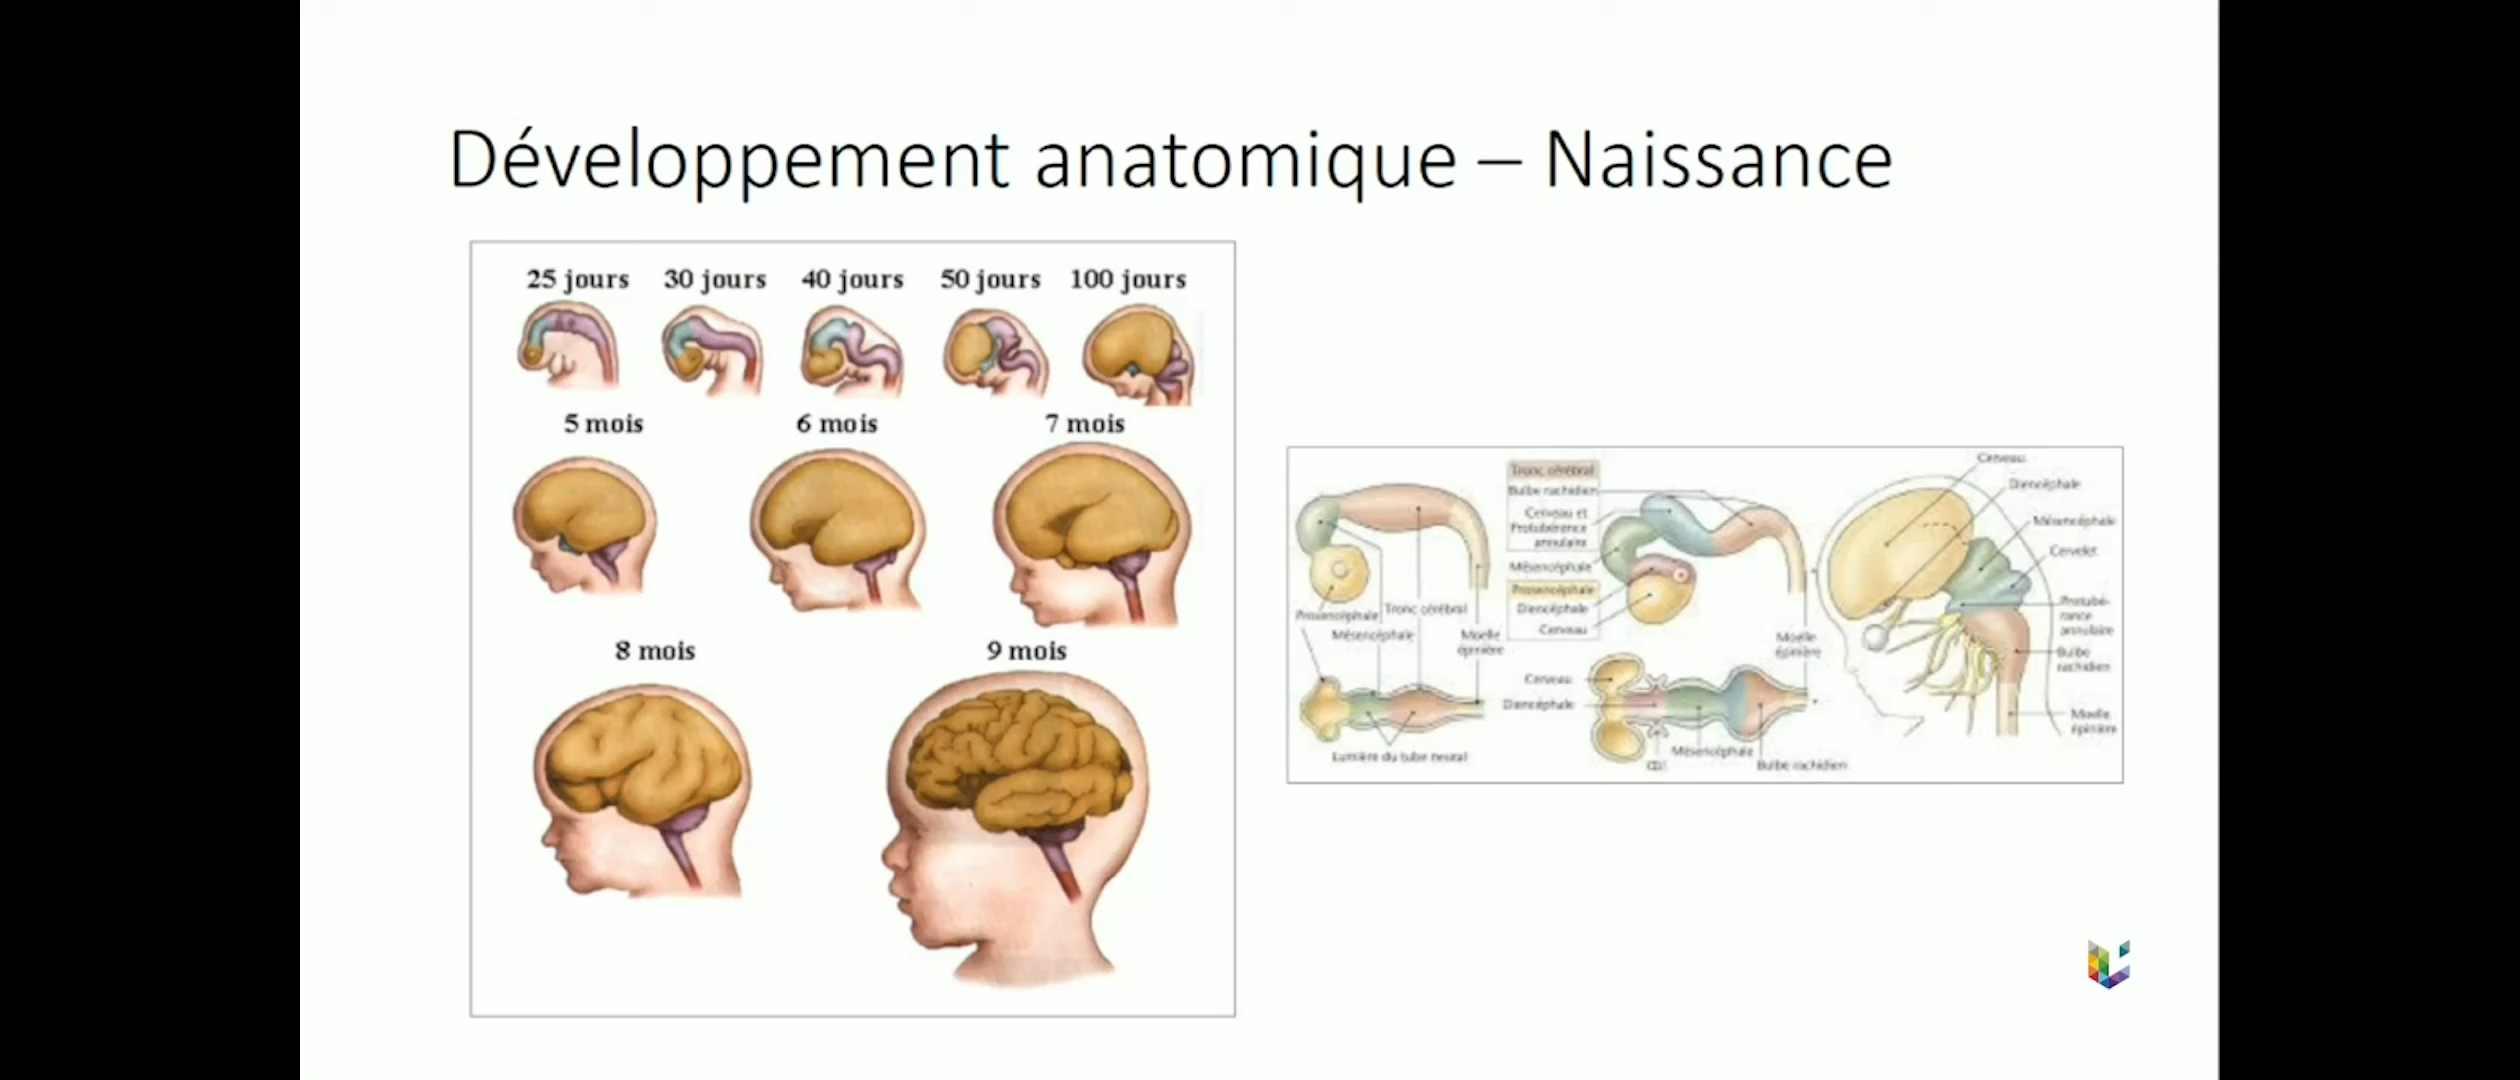 Développement anatomique – Naissance
25 jours 30 jours 40 jours 50 jours 100 jours
5 mois 6 mois 7 mois
8 mois 9 mois
Tronc cérébral
Bulbe rachidien
Cerveau et
Protubérance
annulaire
Mésencéphale
Prosencéphale
Diencéphale
Cerveau
Prosencéphale
Tronc cérébral
Mésencéphale
Moelle
épinière
Lumière du tube neural
Moelle
épinière
Cerveau
Diencéphale
Mésencéphale
Bulbe rachidien
Cerveau
Diencéphale
Mésencéphale
Cervelet
Protubé-
rance
annulaire
Bulbe
rachidien
Moelle
épinière